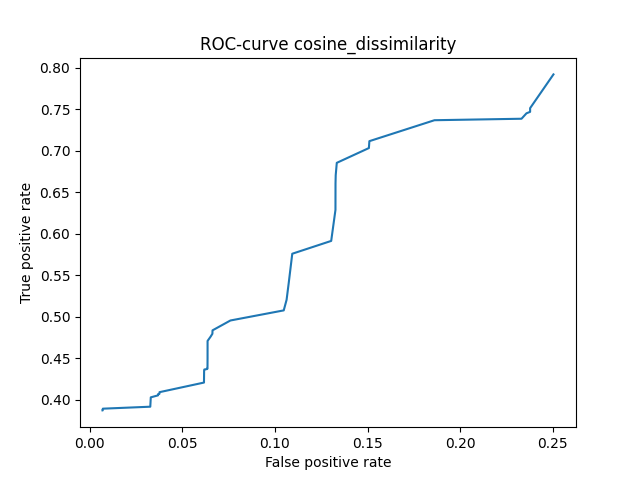 ROC-curve cosine_dissimilarity
0.80
0.75
0.70
0.65
0.60
0.55
0.50
0.45
0.40
True positive rate
0.00 0.05 0.10 0.15 0.20 0.25
False positive rate